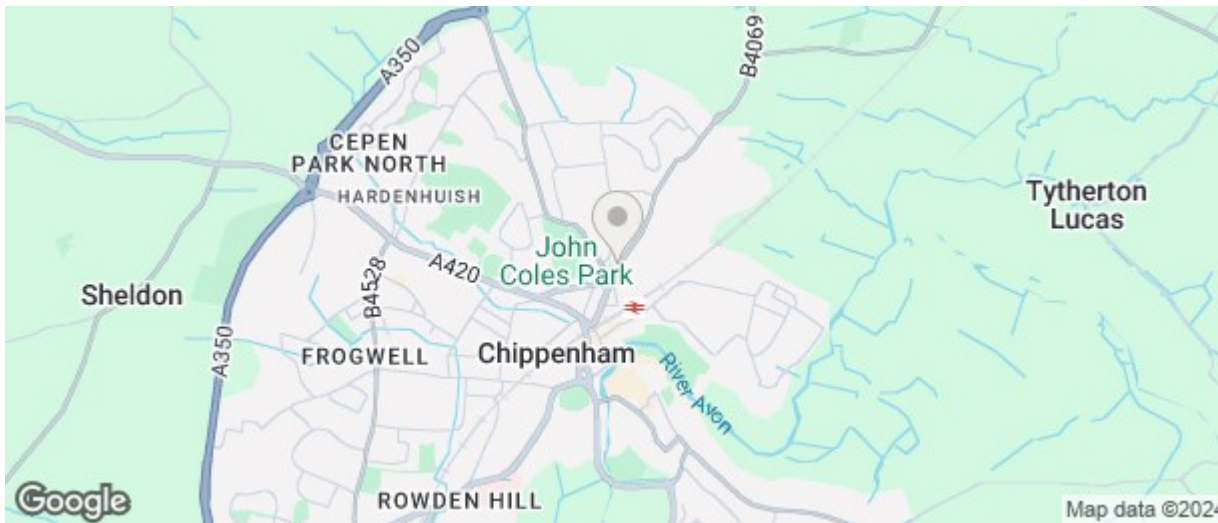 A350
B4069
CEPEN
PARK NORTH
HARDENHUISH
Tytherton
Lucas
John
Coles Park
A420
B4528
Sheldon
A350
FROGWELL
Chippenham
River Avon
ROWDEN HILL
Google
Map data ©2024